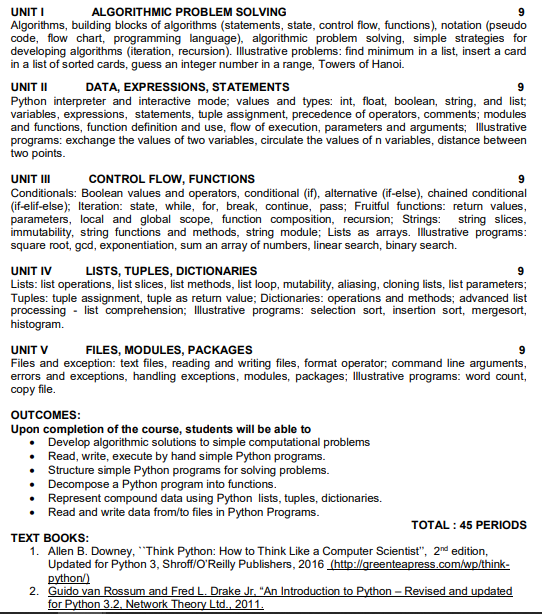 UNIT I ALGORITHMIC PROBLEM SOLVING 9
Algorithms, building blocks of algorithms (statements, state, control flow, functions), notation (pseudo
code, flow chart, programming language), algorithmic problem solving, simple strategies for
developing algorithms (iteration, recursion). Illustrative problems: find minimum in a list, insert a card
in a list of sorted cards, guess an integer number in a range, Towers of Hanoi.
UNIT II DATA, EXPRESSIONS, STATEMENTS 9
Python interpreter and interactive mode; values and types: int, float, boolean, string, and list;
variables, expressions, statements, tuple assignment, precedence of operators, comments; modules
and functions, function definition and use, flow of execution, parameters and arguments; Illustrative
programs: exchange the values of two variables, circulate the values of n variables, distance between
two points.
UNIT III CONTROL FLOW, FUNCTIONS 9
Conditionals: Boolean values and operators, conditional (if), alternative (if-else), chained conditional
(if-elif-else); Iteration: state, while, for, break, continue, pass; Fruitful functions: return values,
parameters, local and global scope, function composition, recursion; Strings: string slices,
immutability, string functions and methods, string module; Lists as arrays. Illustrative programs:
square root, gcd, exponentiation, sum an array of numbers, linear search, binary search.
UNIT IV LISTS, TUPLES, DICTIONARIES 9
Lists: list operations, list slices, list methods, list loop, mutability, aliasing, cloning lists, list parameters;
Tuples: tuple assignment, tuple as return value; Dictionaries: operations and methods; advanced list
processing - list comprehension; Illustrative programs: selection sort, insertion sort, mergesort,
histogram.
UNIT V FILES, MODULES, PACKAGES 9
Files and exception: text files, reading and writing files, format operator; command line arguments,
errors and exceptions, handling exceptions, modules, packages; Illustrative programs: word count,
copy file.
OUTCOMES:
Upon completion of the course, students will be able to
• Develop algorithmic solutions to simple computational problems
• Read, write, execute by hand simple Python programs.
• Structure simple Python programs for solving problems.
• Decompose a Python program into functions.
• Represent compound data using Python lists, tuples, dictionaries.
• Read and write data from/to files in Python Programs.
TOTAL : 45 PERIODS
TEXT BOOKS:
1. Allen B. Downey, ``Think Python: How to Think Like a Computer Scientist'', 2nd edition,
Updated for Python 3, Shroff/O'Reilly Publishers, 2016 (http://greenteapress.com/wp/think-
python/)
2. Guido van Rossum and Fred L. Drake Jr, "An Introduction to Python – Revised and updated
for Python 3.2, Network Theory Ltd., 2011.